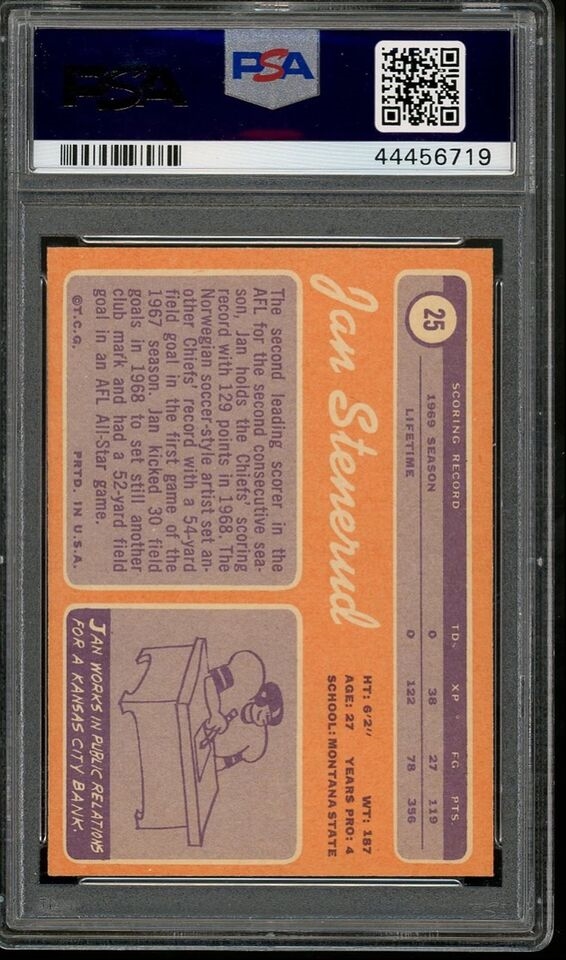 PSA
PSA
44456719
25
SCORING RECORD
TDs XP FG PTS.
1969 SEASON 0 38 27 119
LIFETIME 0 122 78 356
Jan Stenerud
HT: 6'2" WT: 187
AGE: 27 YEARS PRO: 4
SCHOOL: MONTANA STATE
The second leading scorer in the
AFL for the second consecutive sea-
son, Jan holds the Chiefs' scoring
record with 129 points in 1968. The
Norwegian soccer-style artist set an-
other Chiefs' record with a 54-yard
field goal in the first game of the
1967 season. Jan kicked 30 field
goals in 1968 to set still another
club mark and had a 52-yard field
goal in an AFL All-Star game.
©T.C.G. PRTD. IN U.S.A.
JAN WORKS IN PUBLIC RELATIONS
FOR A KANSAS CITY BANK.